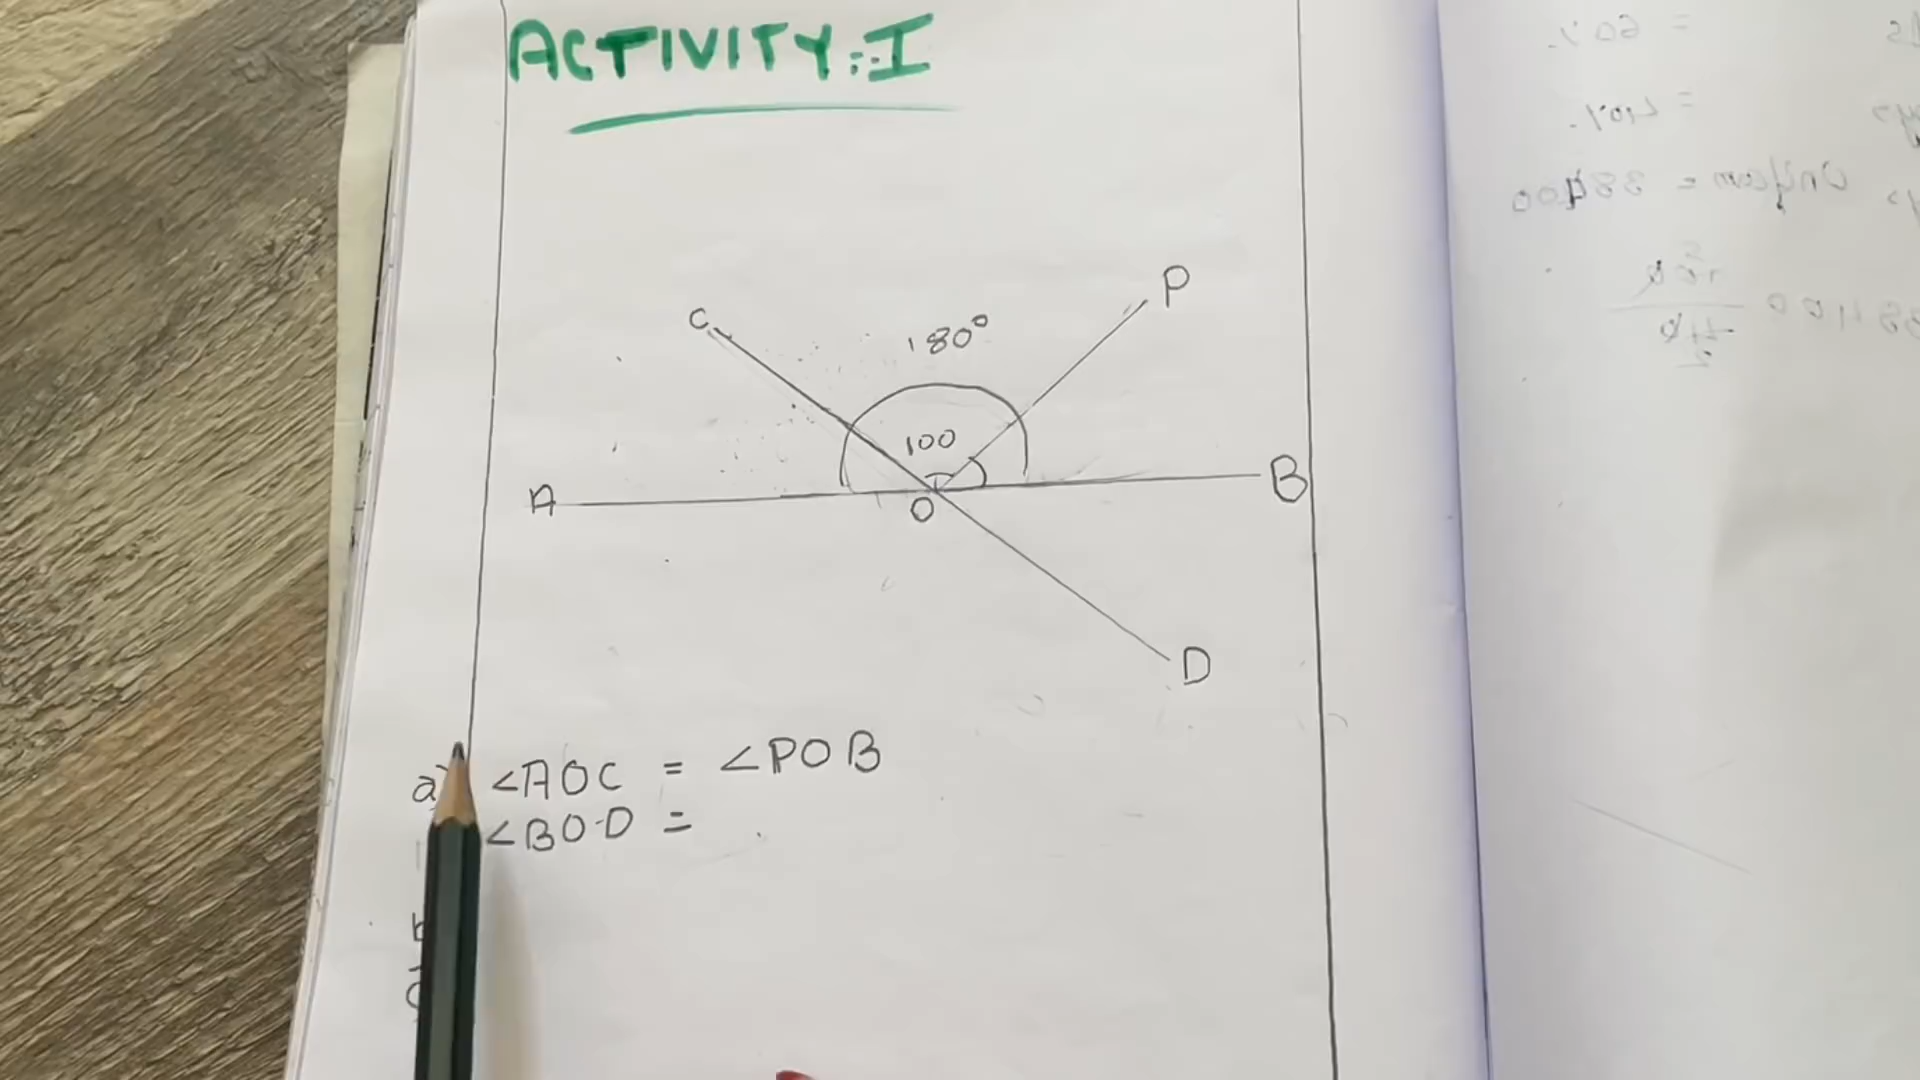 ACTIVITY:-I
C
P
180°
100
A
O
B
D
a) ∠AOC = ∠POB
∠BOD =